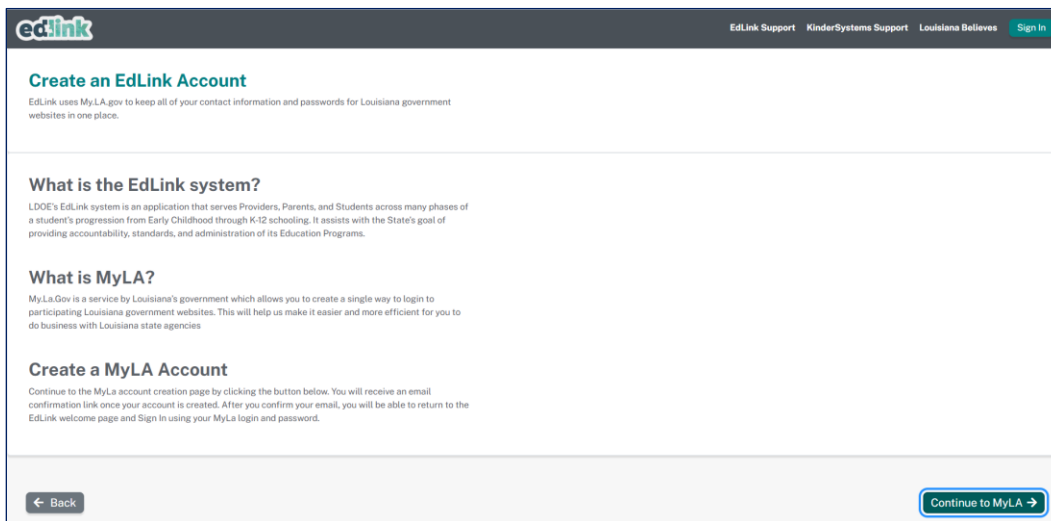 edlink
EdLink Support KinderSystems Support Louisiana Believes Sign In
Create an EdLink Account
EdLink uses My.LA.gov to keep all of your contact information and passwords for Louisiana government
websites in one place.
What is the EdLink system?
LDOE's EdLink system is an application that serves Providers, Parents, and Students across many phases of
a student's progression from Early Childhood through K-12 schooling. It assists with the State's goal of
providing accountability, standards, and administration of its Education Programs.
What is MyLA?
My.La.Gov is a service by Louisiana's government which allows you to create a single way to login to
participating Louisiana government websites. This will help us make it easier and more efficient for you to
do business with Louisiana state agencies
Create a MyLA Account
Continue to the MyLa account creation page by clicking the button below. You will receive an email
confirmation link once your account is created. After you confirm your email, you will be able to return to the
EdLink welcome page and Sign In using your MyLa login and password.
← Back
Continue to MyLA →